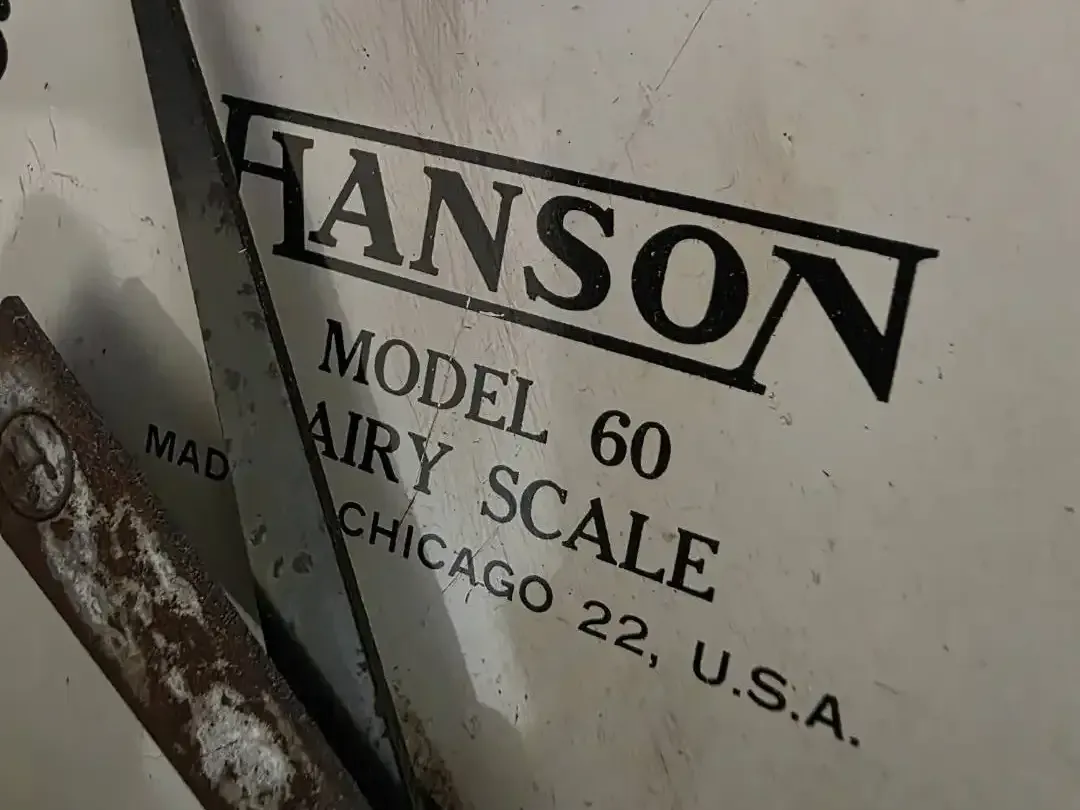 HANSON
MODEL 60
AIRY SCALE
MAD CHICAGO 22, U.S.A.